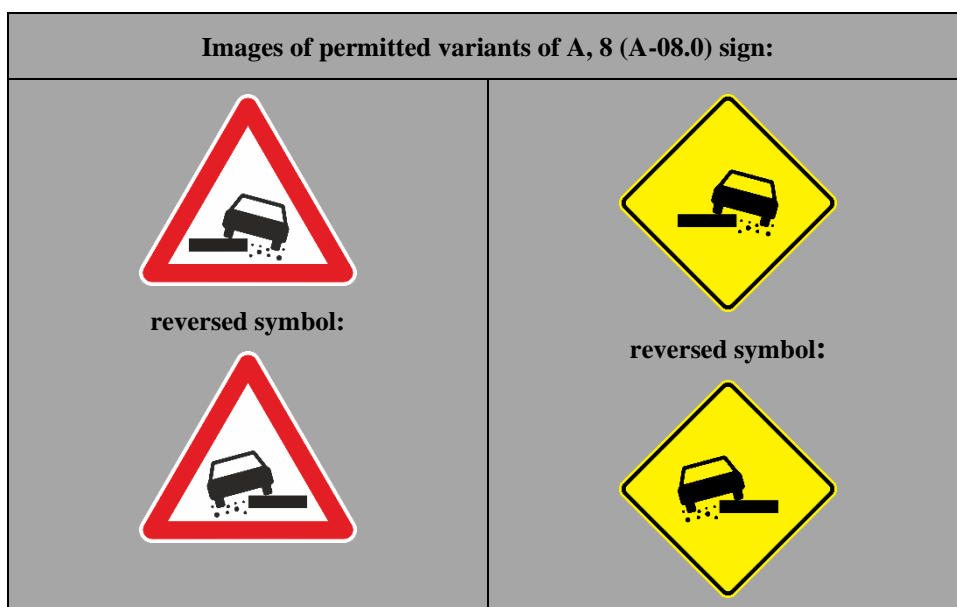 Images of permitted variants of A, 8 (A-08.0) sign:
reversed symbol:
reversed symbol: